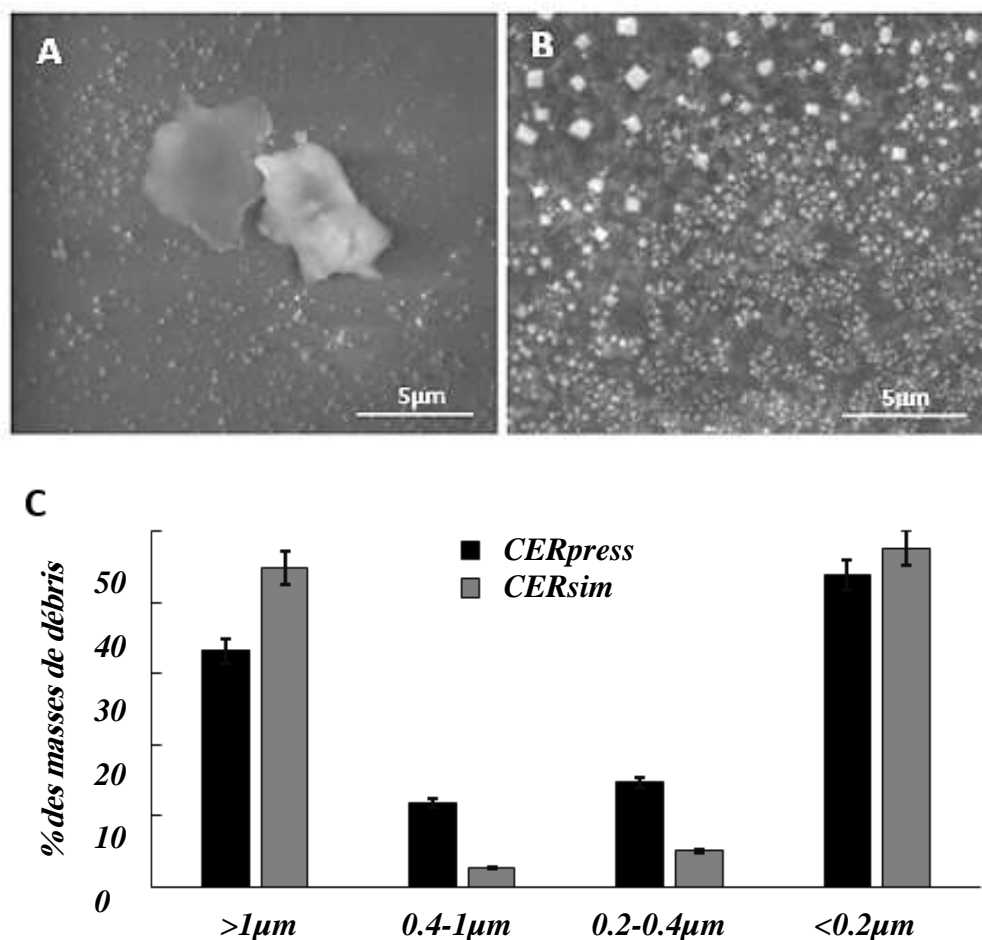 A
B
5µm
5µm
C
CERpress
CERsim
% des masses de débris
50
40
30
20
10
0
>1µm
0.4-1µm
0.2-0.4µm
<0.2µm